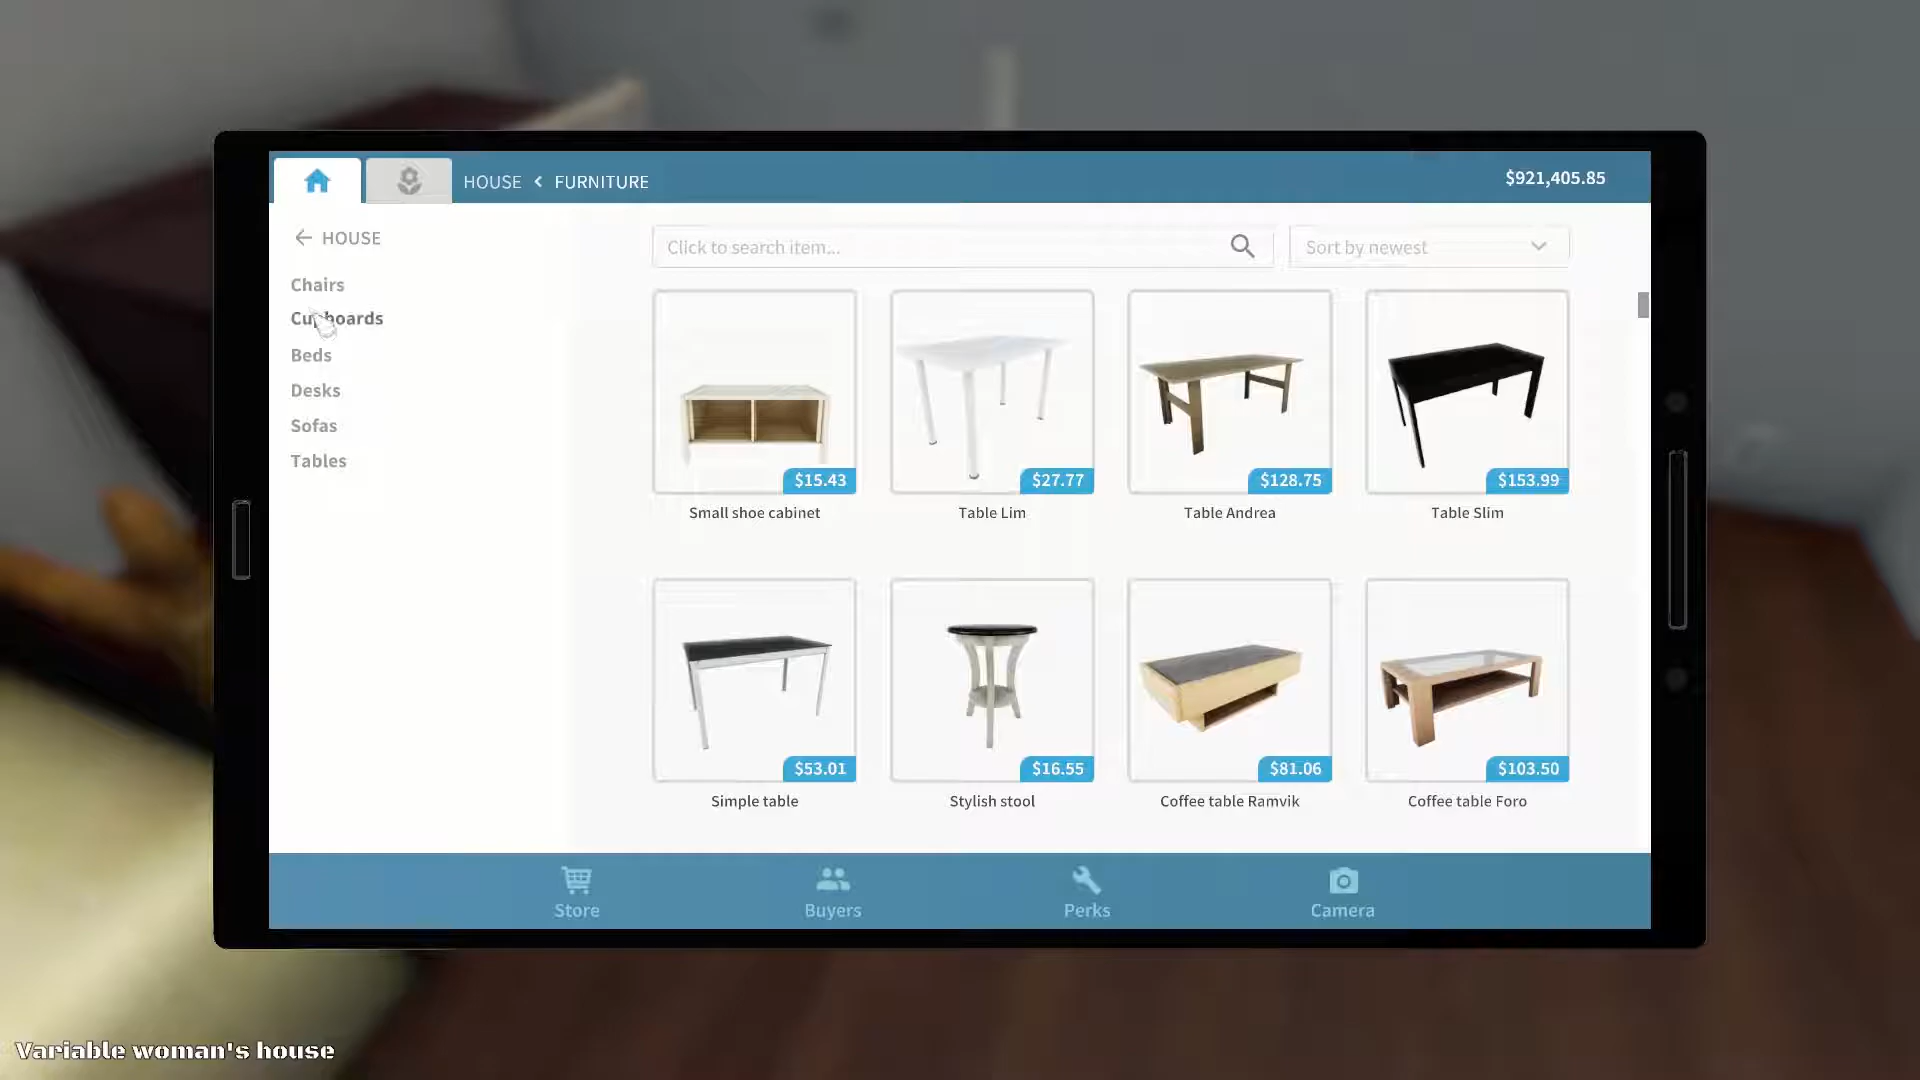 HOUSE < FURNITURE
$921,405.85
HOUSE
Click to search item...
Sort by newest
Chairs
Cupboards
Beds
Desks
Sofas
Tables
$15.43
$27.77
$128.75
$153.99
Small shoe cabinet
Table Lim
Table Andrea
Table Slim
$53.01
$16.55
$81.06
$103.50
Simple table
Stylish stool
Coffee table Ramvik
Coffee table Foro
Store
Buyers
Perks
Camera
Variable woman's house